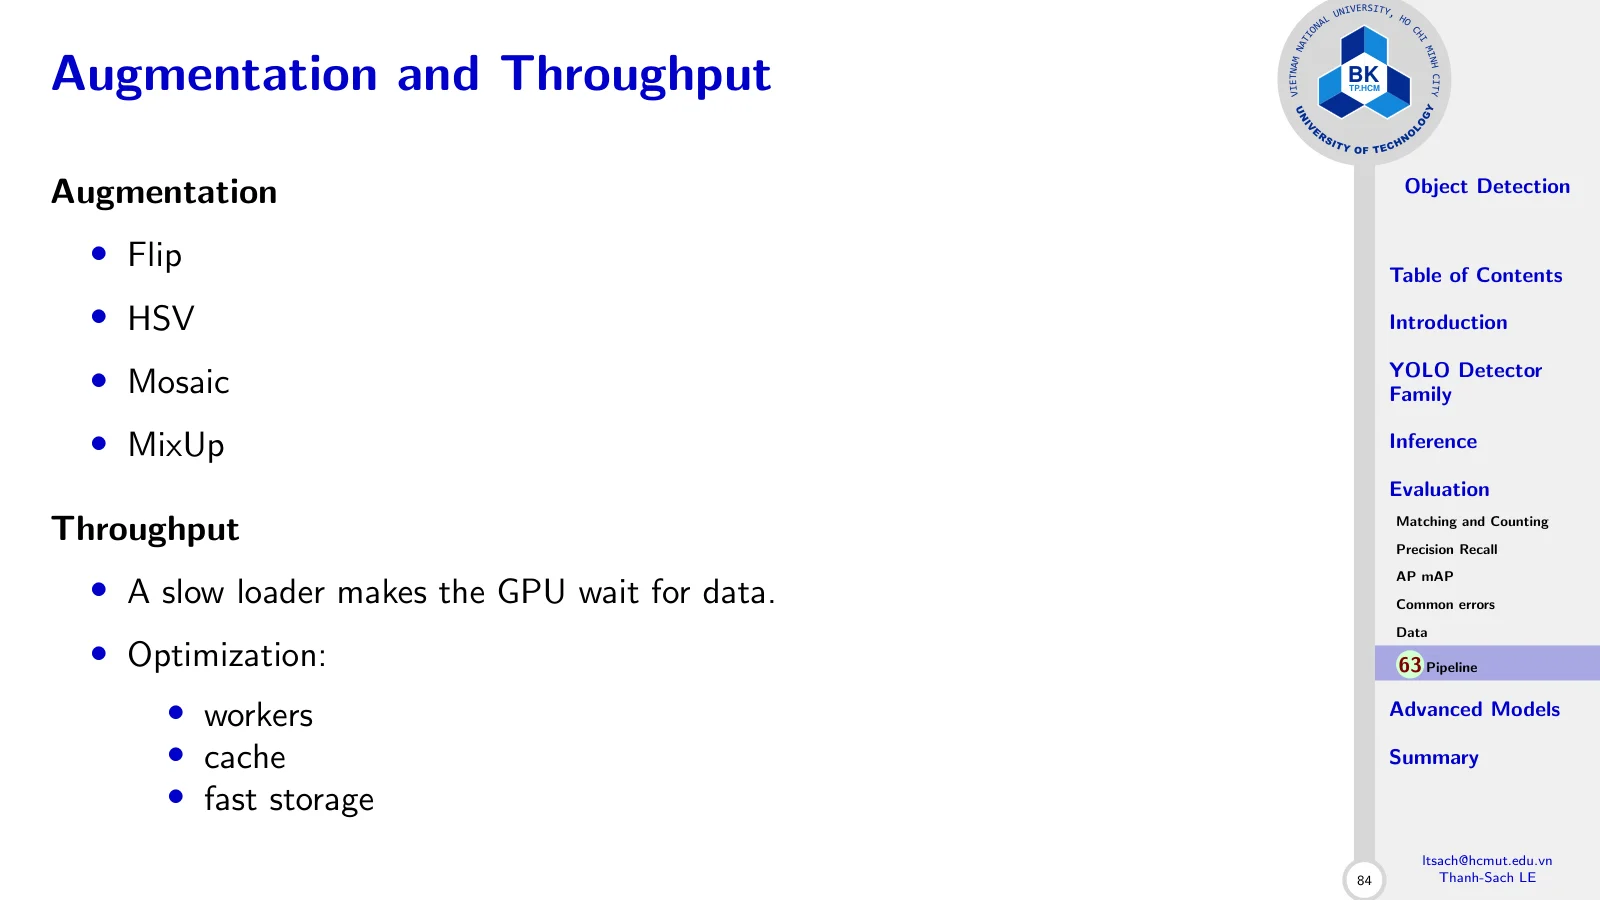 Augmentation and Throughput
Augmentation
• Flip
• HSV
• Mosaic
• MixUp
Throughput
• A slow loader makes the GPU wait for data.
• Optimization:
• workers
• cache
• fast storage
VIETNAM NATIONAL UNIVERSITY, HO CHI MINH CITY
BK
TP.HCM
UNIVERSITY OF TECHNOLOGY
Object Detection
Table of Contents
Introduction
YOLO Detector
Family
Inference
Evaluation
Matching and Counting
Precision Recall
AP mAP
Common errors
Data
63 Pipeline
Advanced Models
Summary
ltsach@hcmut.edu.vn
Thanh-Sach LE
84